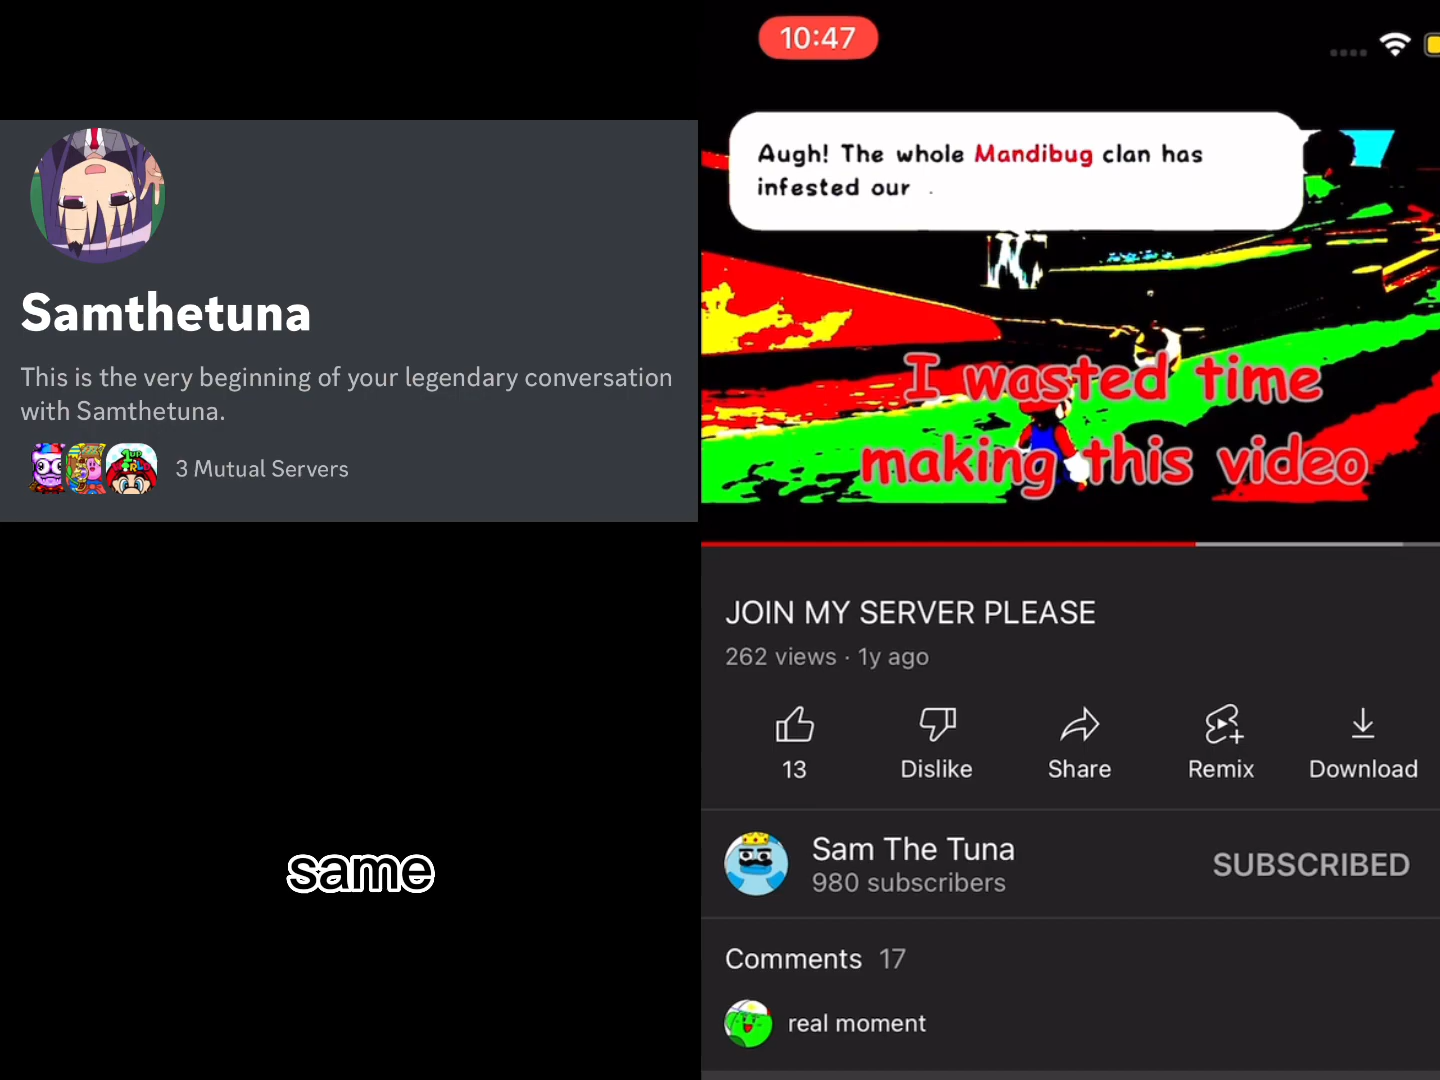 Samthetuna
This is the very beginning of your legendary conversation
with Samthetuna.
3 Mutual Servers
same
10:47
Augh! The whole Mandibug clan has
infested our
I wasted time
making this video
JOIN MY SERVER PLEASE
262 views · 1y ago
13
Dislike
Share
Remix
Download
Sam The Tuna
980 subscribers
SUBSCRIBED
Comments 17
real moment